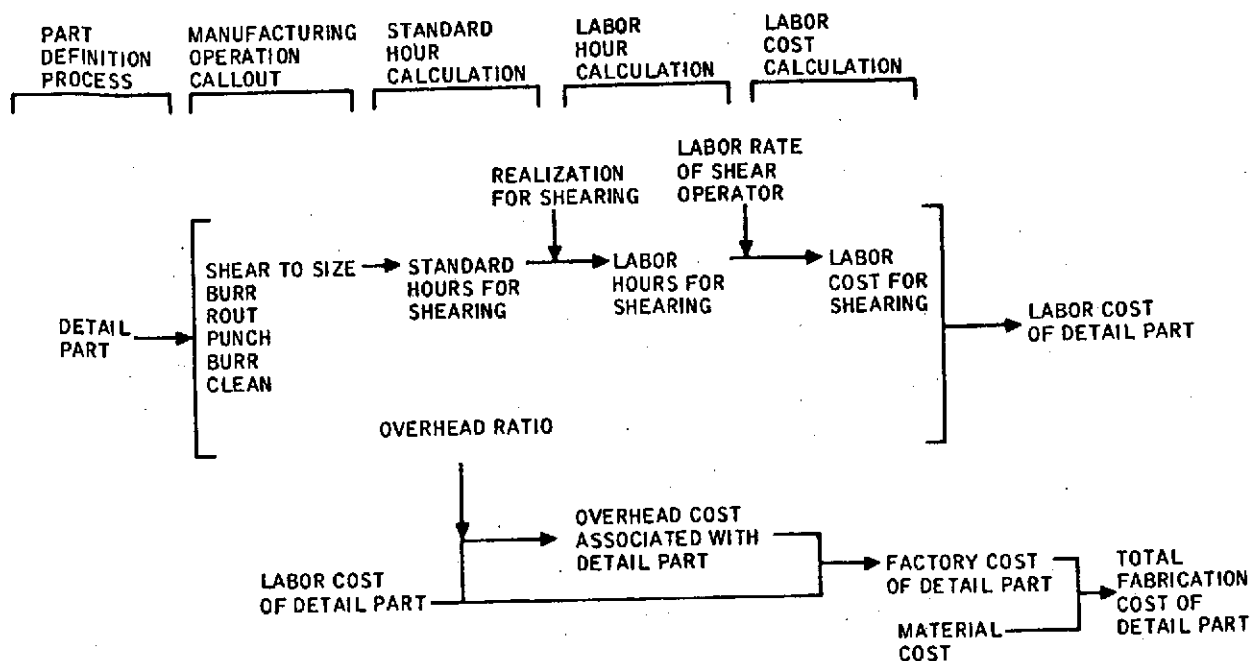 PART
DEFINITION
PROCESS
MANUFACTURING
OPERATION
CALLOUT
STANDARD
HOUR
CALCULATION
LABOR
HOUR
CALCULATION
LABOR
COST
CALCULATION
REALIZATION
FOR SHEARING
LABOR RATE
OF SHEAR
OPERATOR
DETAIL
PART
SHEAR TO SIZE
BURR
ROUT
PUNCH
BURR
CLEAN
STANDARD
HOURS FOR
SHEARING
LABOR
HOURS FOR
SHEARING
LABOR
COST FOR
SHEARING
LABOR COST
OF DETAIL PART
OVERHEAD RATIO
LABOR COST
OF DETAIL PART
OVERHEAD COST
ASSOCIATED WITH
DETAIL PART
FACTORY COST
OF DETAIL PART
MATERIAL
COST
TOTAL
FABRICATION
COST OF
DETAIL PART